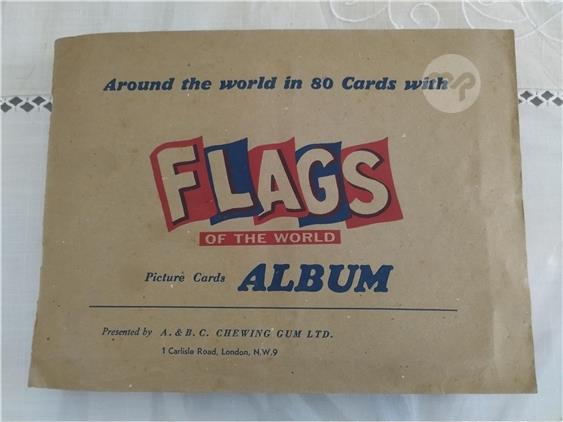 Around the world in 80 Cards with
FLAGS
OF THE WORLD
Picture Cards ALBUM
Presented by A. & B. C. CHEWING GUM LTD.
1 Carlisle Road, London, N.W.9